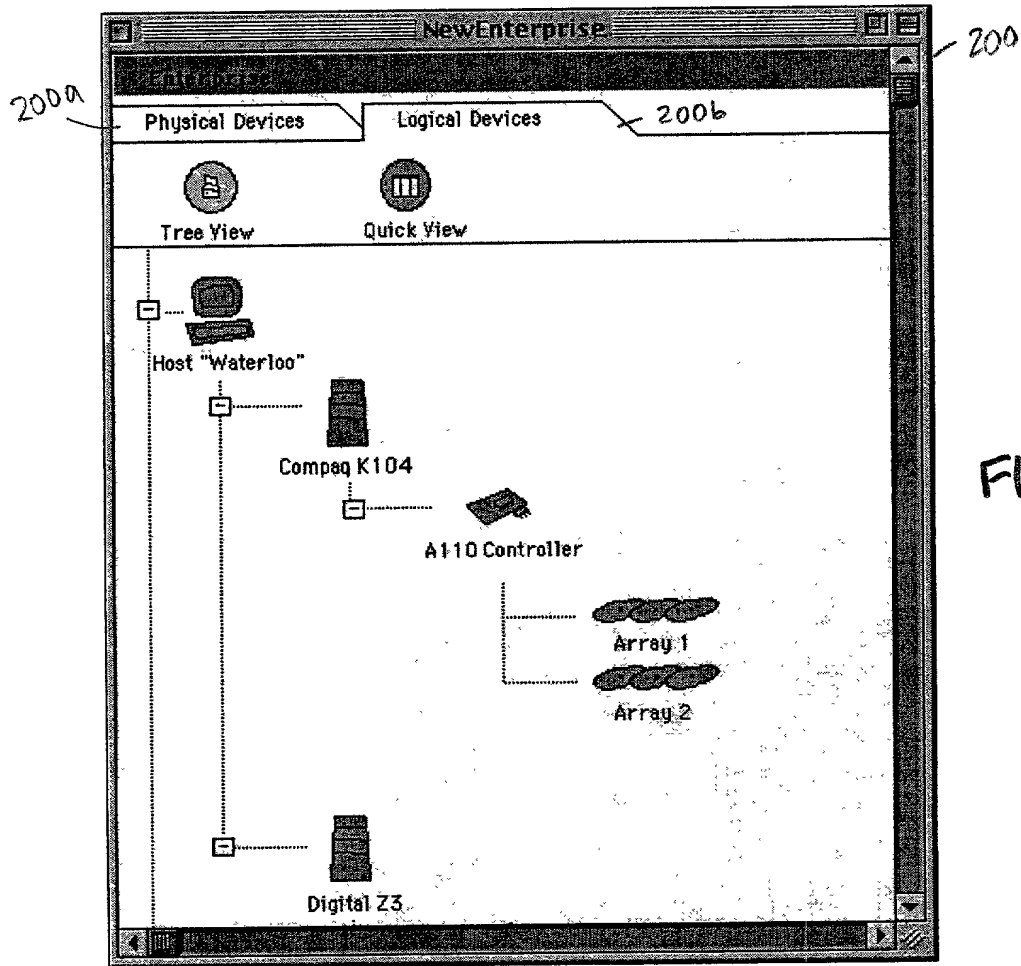 NewEnterprise
200
Enterprise
200a
Physical Devices
Logical Devices
200b
Tree View
Quick View
Host "Waterloo"
Compaq K104
A110 Controller
Array 1
Array 2
Digital Z3